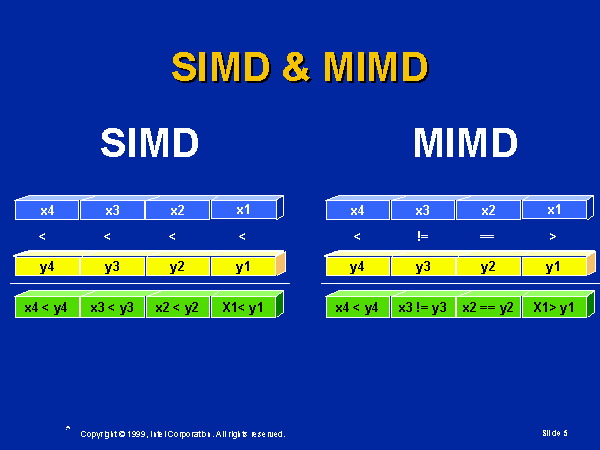 SIMD & MIMD
SIMD MIMD
x4 x3 x2 x1 x4 x3 x2 x1
< < < < < != == >
y4 y3 y2 y1 y4 y3 y2 y1
x4 < y4 x3 < y3 x2 < y2 X1< y1 x4 < y4 x3 != y3 x2 == y2 X1> y1
* Copyright © 1999, Intel Corporation. All rights reserved. Slide 5